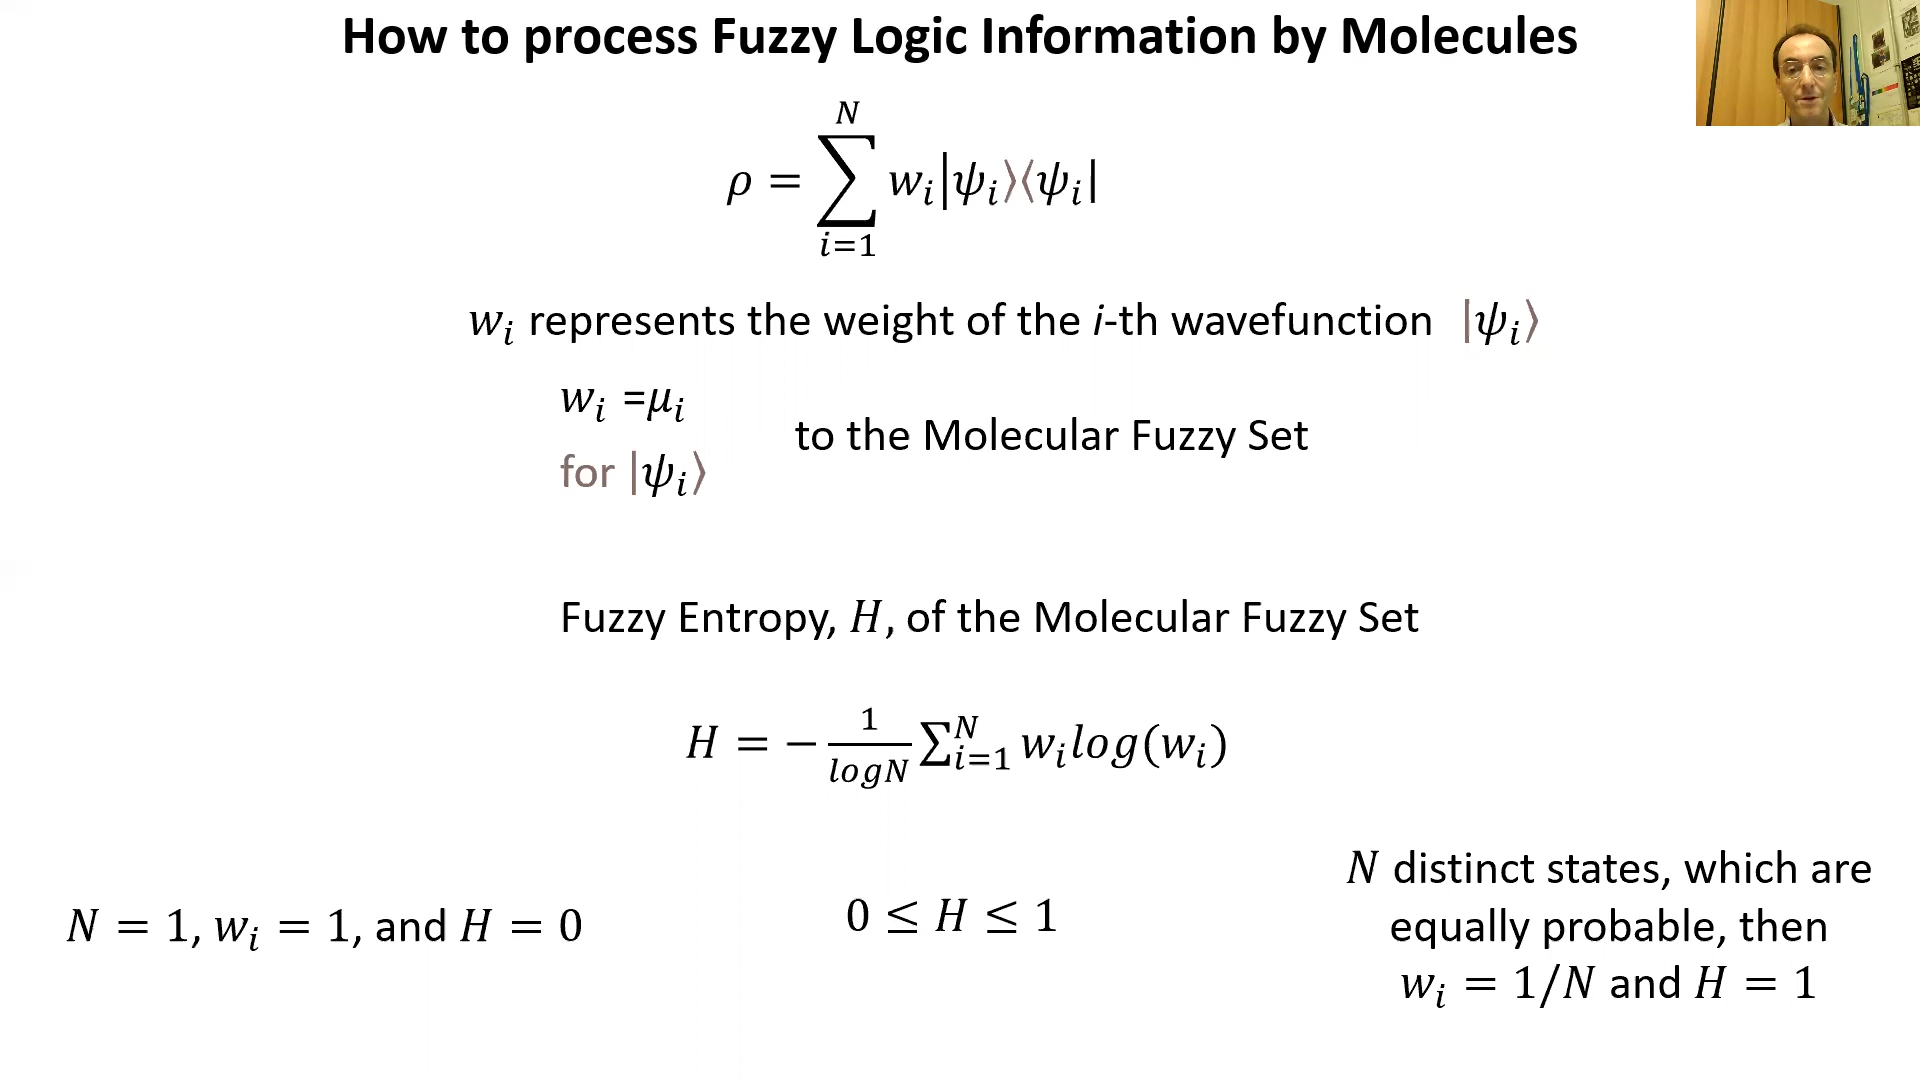 How to process Fuzzy Logic Information by Molecules
ρ = ∑_{i=1}^{N} w_i|ψ_i⟩⟨ψ_i|
w_i represents the weight of the i-th wavefunction |ψ_i⟩
w_i =μ_i
for |ψ_i⟩
to the Molecular Fuzzy Set
Fuzzy Entropy, H, of the Molecular Fuzzy Set
H = − \frac{1}{logN} ∑_{i=1}^{N} w_i log(w_i)
N = 1, w_i = 1, and H = 0
0 ≤ H ≤ 1
N distinct states, which are
equally probable, then
w_i = 1/N and H = 1